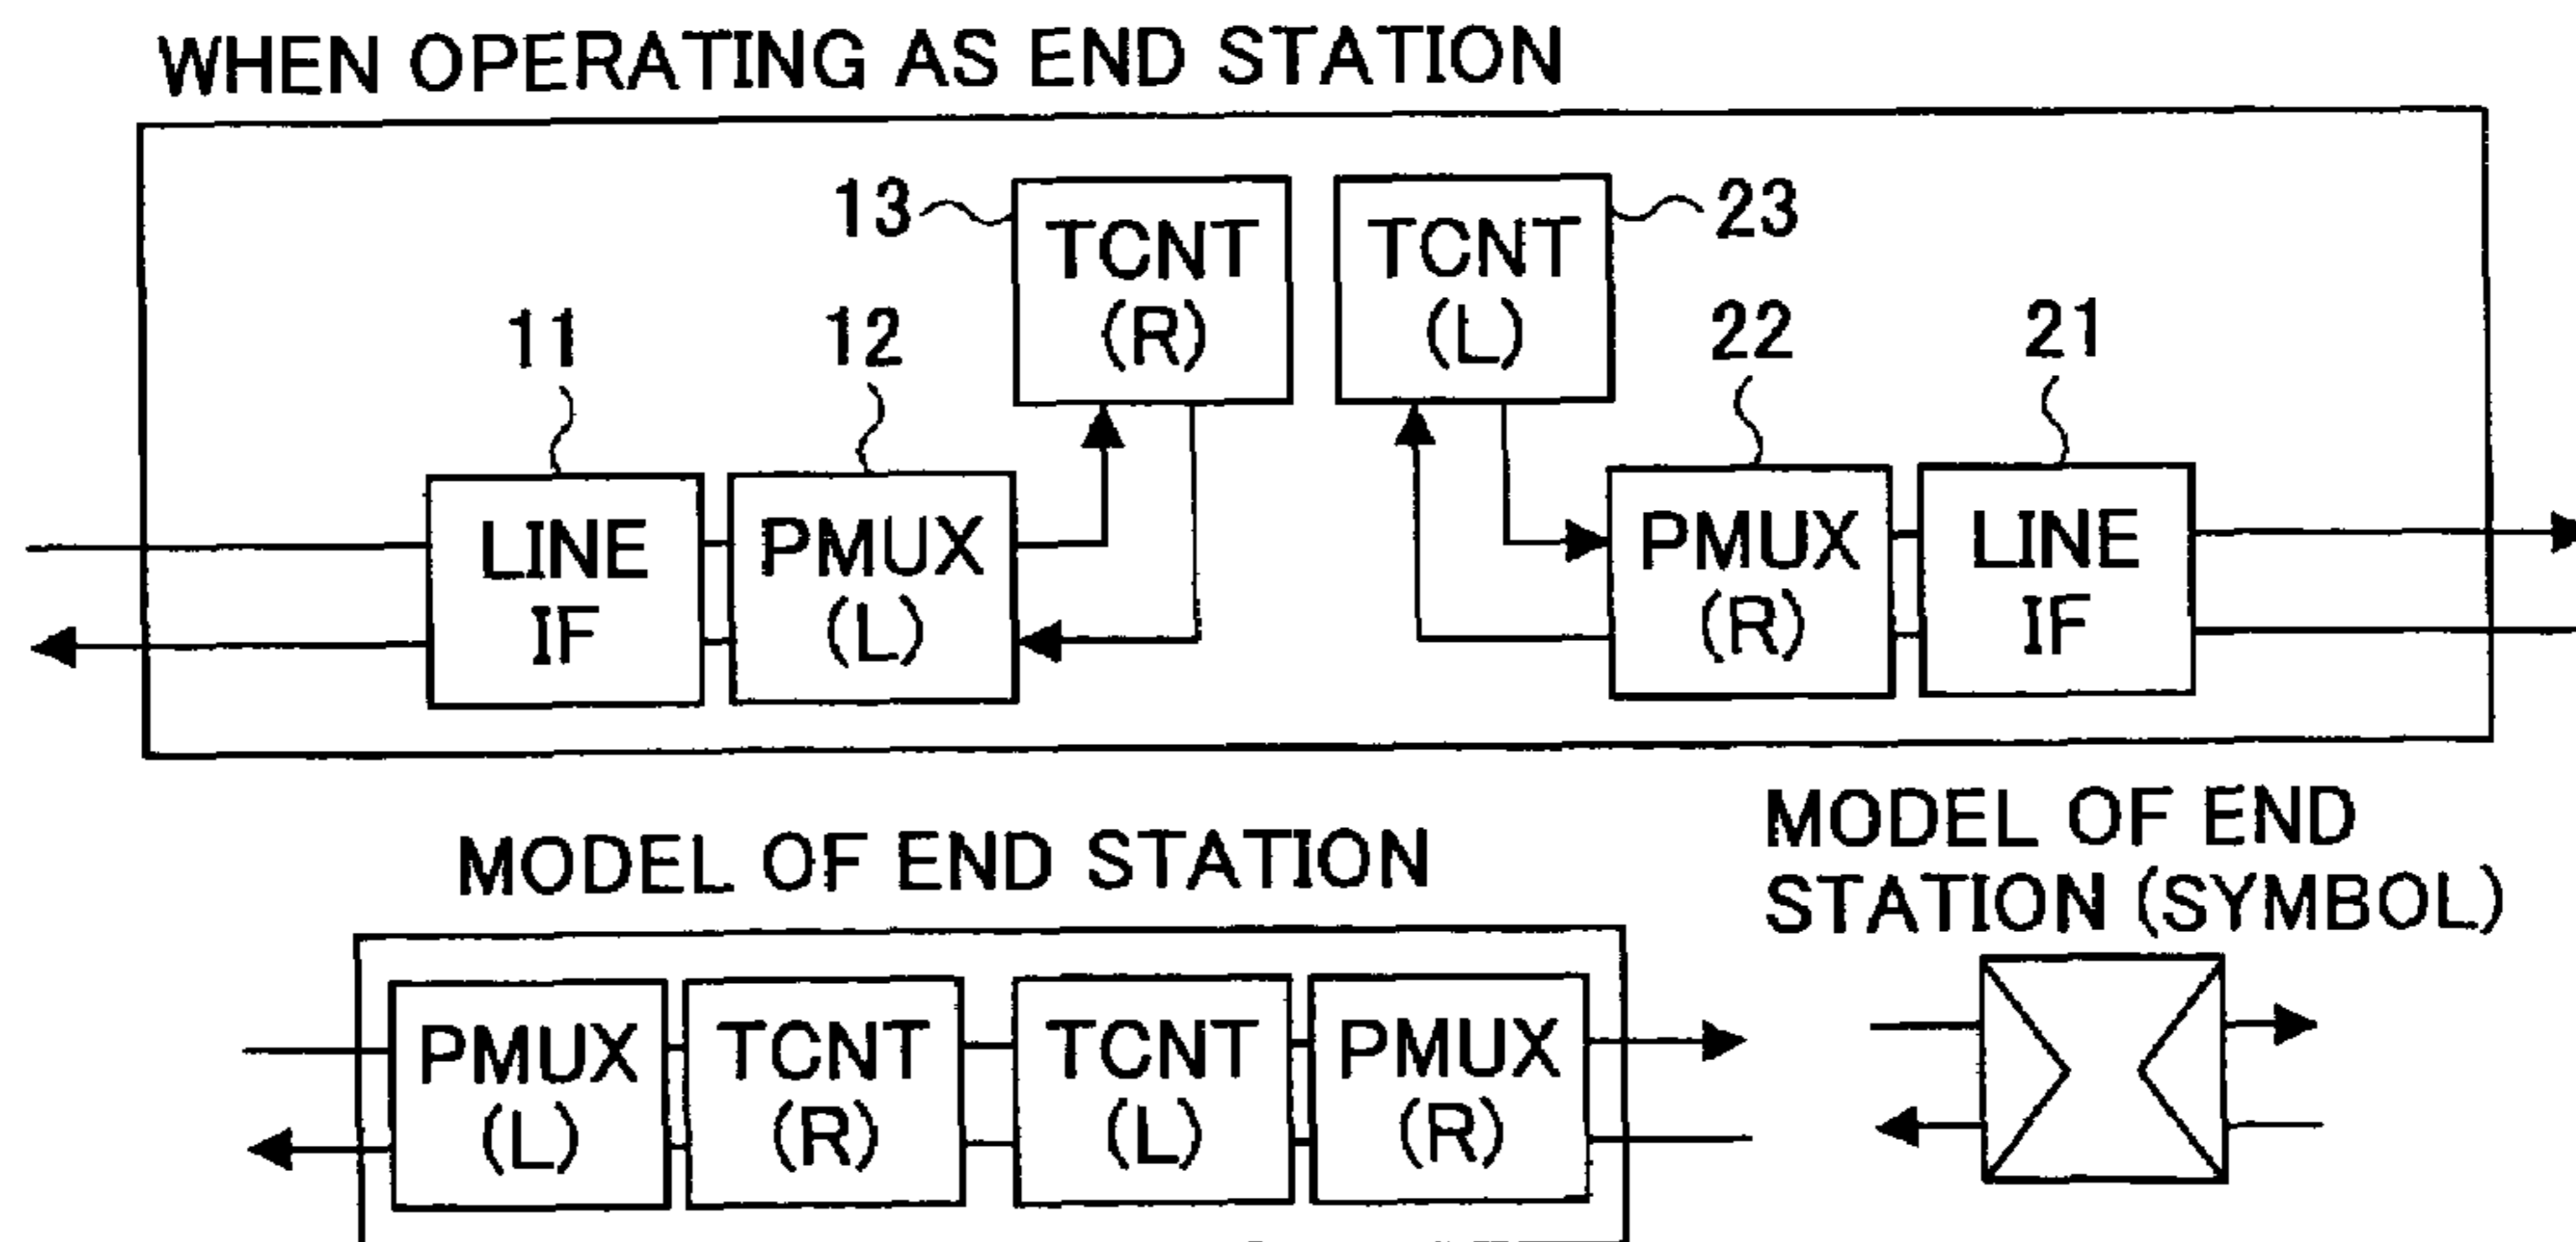 WHEN OPERATING AS END STATION
13
TCNT
(R)
TCNT
(L)
23
11
12
22
21
LINE
IF
PMUX
(L)
PMUX
(R)
LINE
IF
MODEL OF END STATION
PMUX
(L)
TCNT
(R)
TCNT
(L)
PMUX
(R)
MODEL OF END
STATION (SYMBOL)